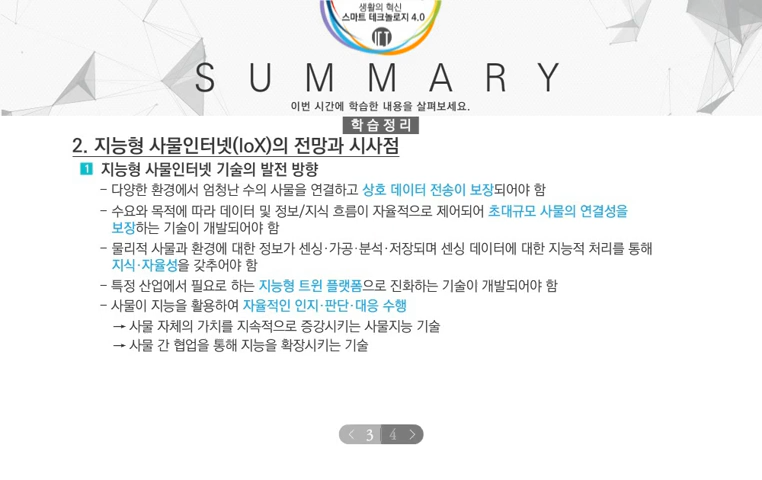 생활의 혁신
스마트 테크놀로지 4.0
ICT
SUMMARY
이번 시간에 학습한 내용을 살펴보세요.
학습정리
2. 지능형 사물인터넷(IoX)의 전망과 시사점
1 지능형 사물인터넷 기술의 발전 방향
- 다양한 환경에서 엄청난 수의 사물을 연결하고 상호 데이터 전송이 보장되어야 함
- 수요와 목적에 따라 데이터 및 정보/지식 흐름이 자율적으로 제어되어 초대규모 사물의 연결성을
보장하는 기술이 개발되어야 함
- 물리적 사물과 환경에 대한 정보가 센싱·가공·분석·저장되며 센싱 데이터에 대한 지능적 처리를 통해
지식·자율성을 갖추어야 함
- 특정 산업에서 필요로 하는 지능형 트윈 플랫폼으로 진화하는 기술이 개발되어야 함
- 사물이 지능을 활용하여 자율적인 인지·판단·대응 수행
→ 사물 자체의 가치를 지속적으로 증강시키는 사물지능 기술
→ 사물 간 협업을 통해 지능을 확장시키는 기술
< 3 4 >